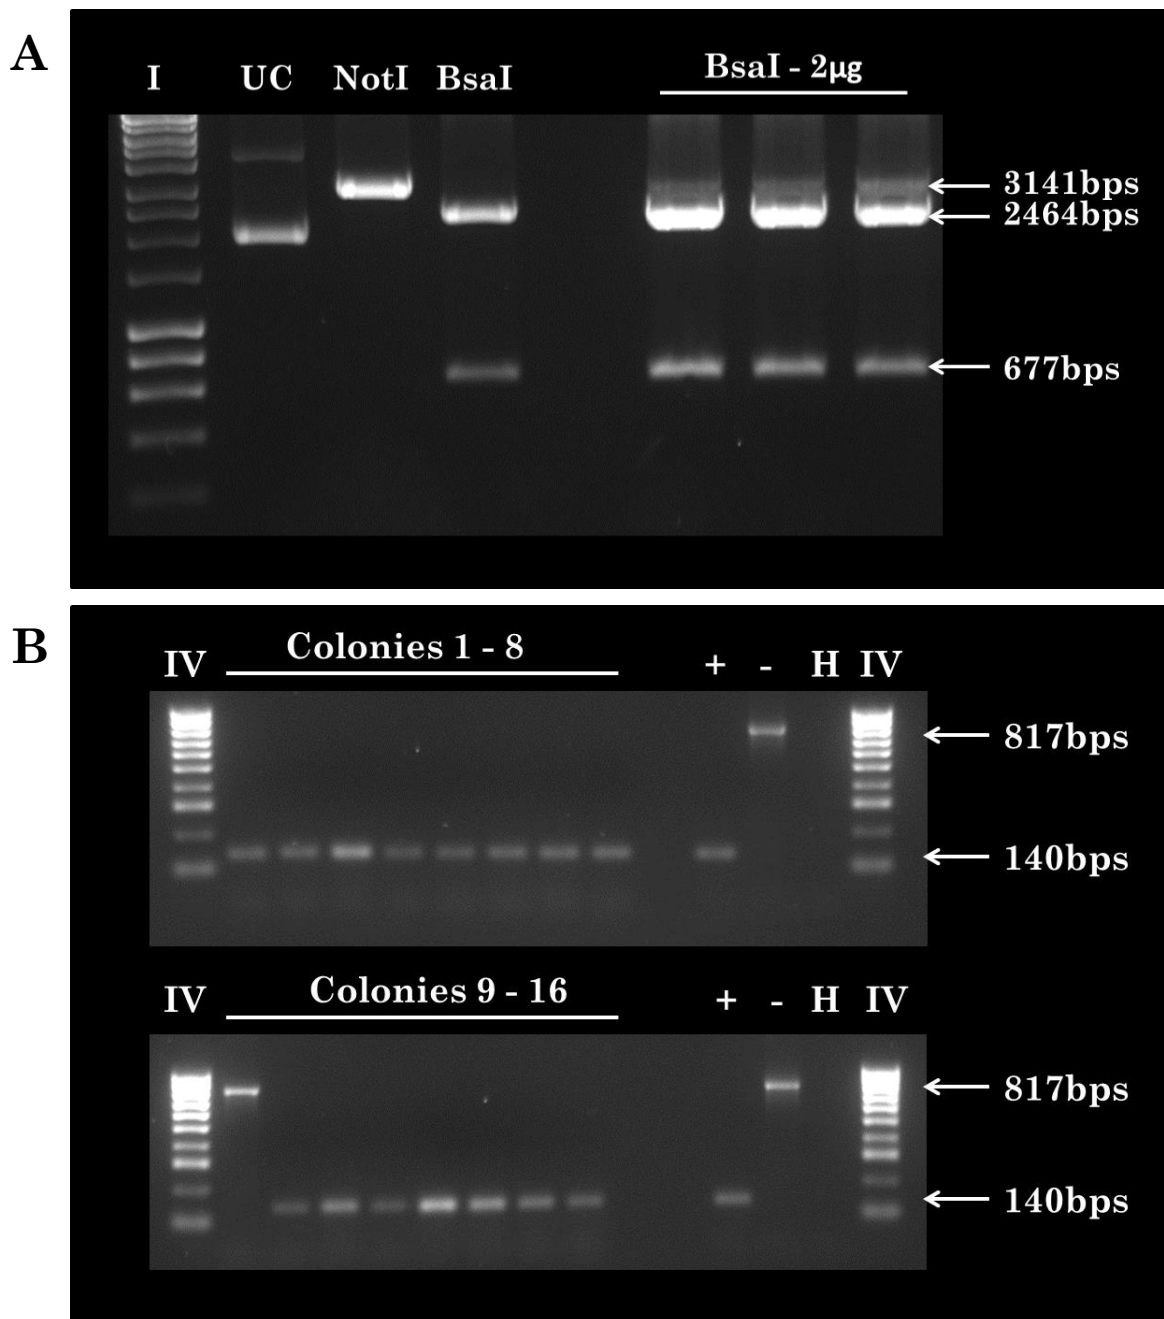 A
I UC NotI BsaI BsaI - 2µg
3141bps
2464bps
677bps
B
IV Colonies 1 - 8 + - H IV
817bps
140bps
IV Colonies 9 - 16 + - H IV
817bps
140bps